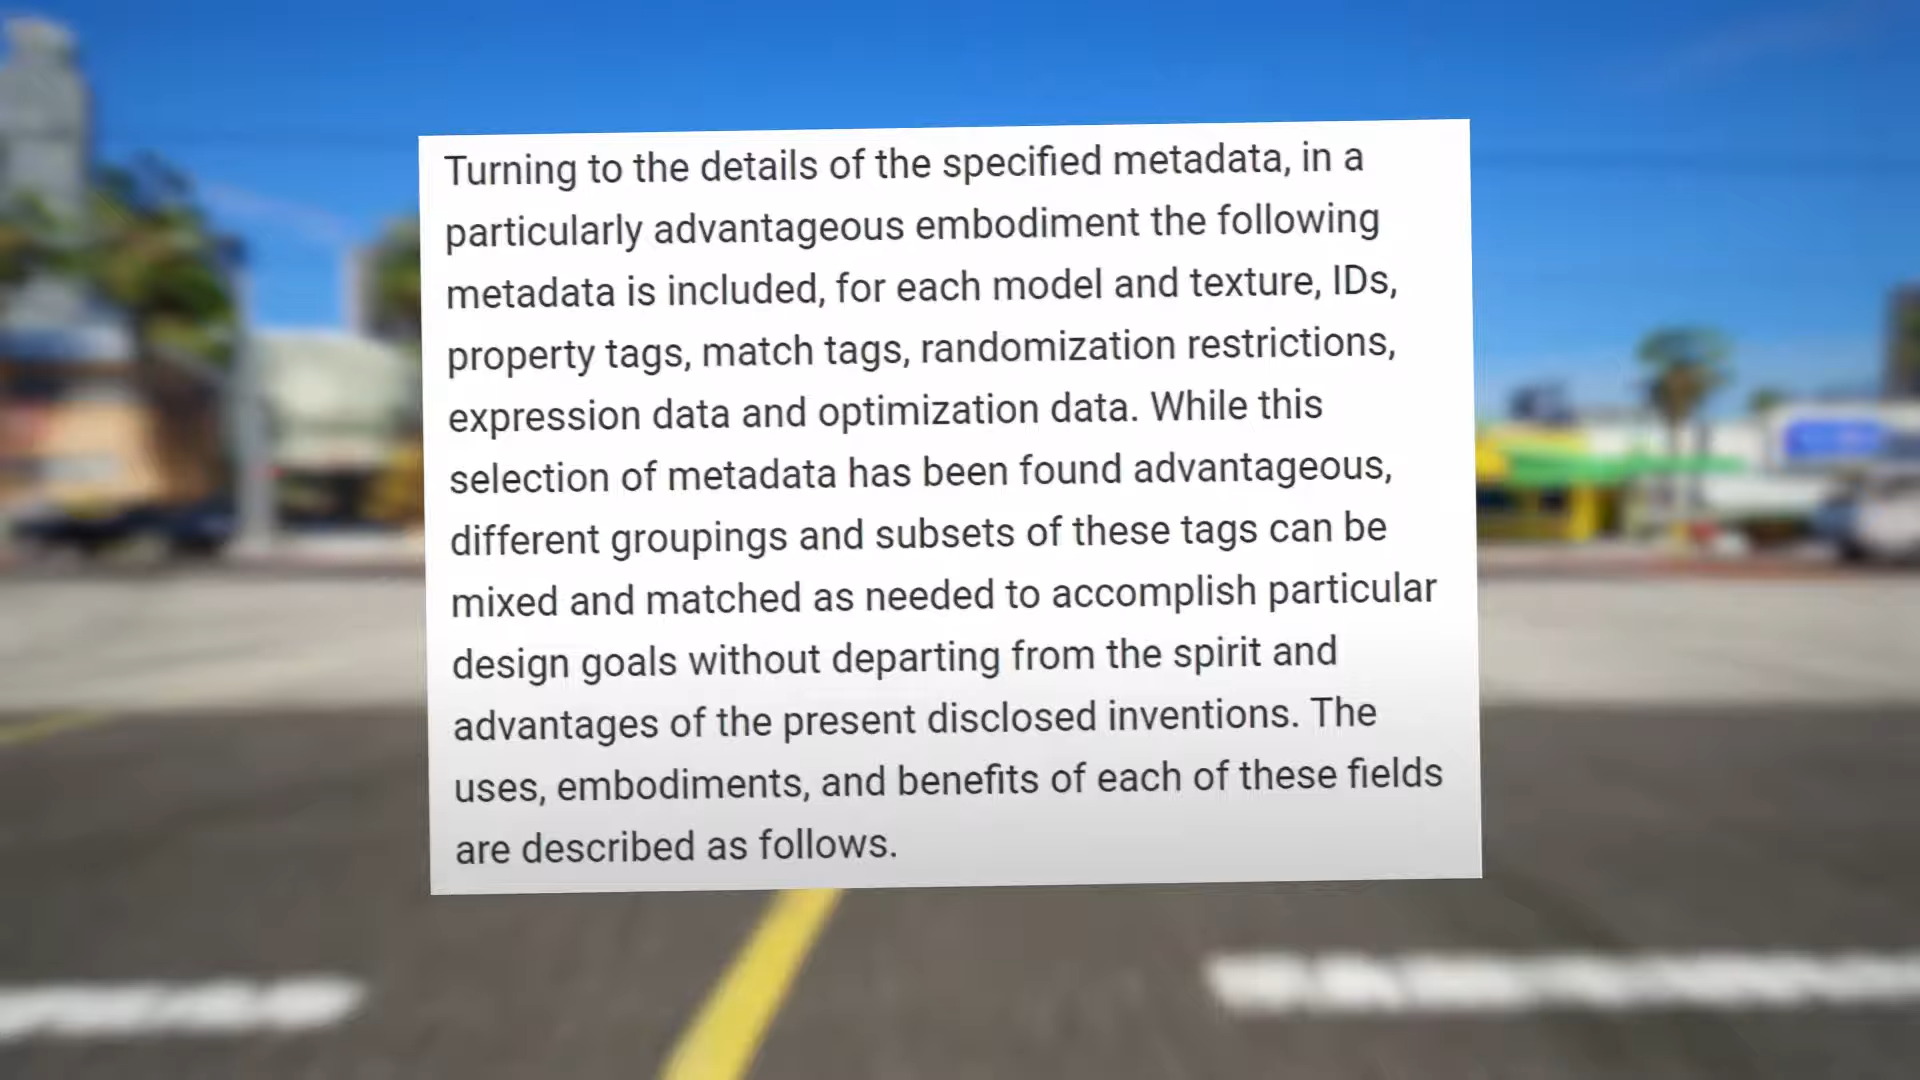 Turning to the details of the specified metadata, in a
particularly advantageous embodiment the following
metadata is included, for each model and texture, IDs,
property tags, match tags, randomization restrictions,
expression data and optimization data. While this
selection of metadata has been found advantageous,
different groupings and subsets of these tags can be
mixed and matched as needed to accomplish particular
design goals without departing from the spirit and
advantages of the present disclosed inventions. The
uses, embodiments, and benefits of each of these fields
are described as follows.